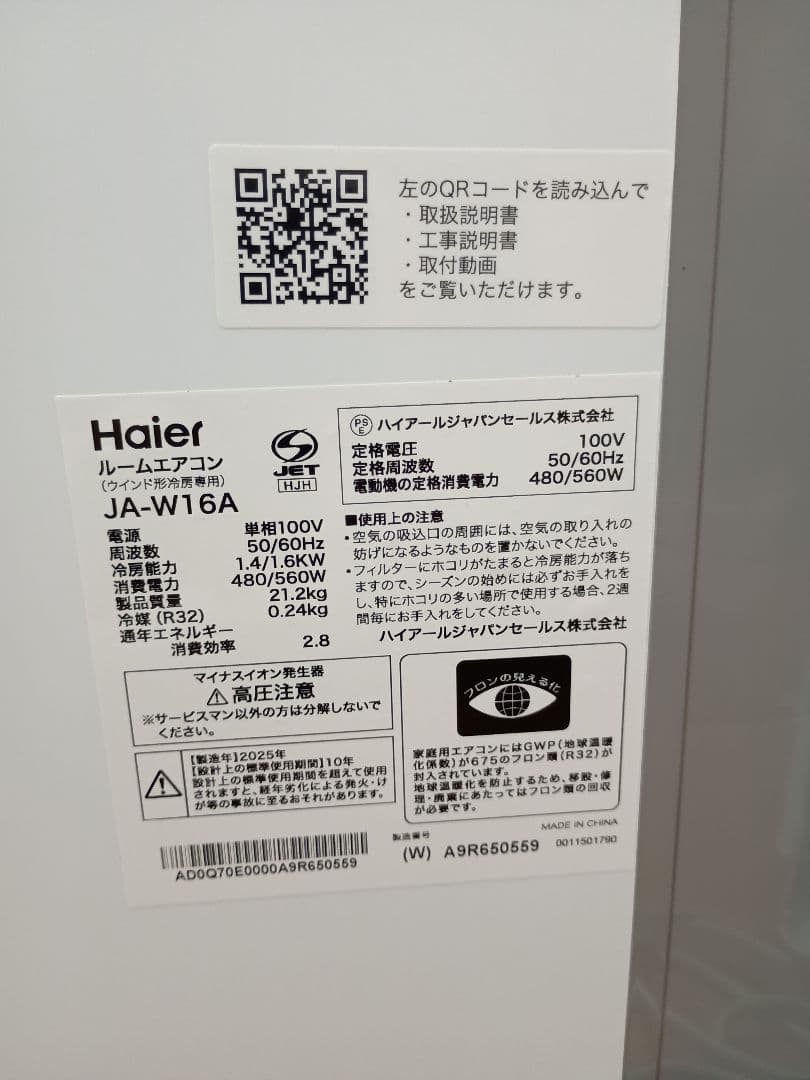 左のQRコードを読み込んで
・取扱説明書
・工事説明書
・取付動画
をご覧いただけます。
Haier
ルームエアコン
(ウインド形冷房専用)
JA-W16A
JET
HJH
電源 単相100V
周波数 50/60Hz
冷房能力 1.4/1.6KW
消費電力 480/560W
製品質量 21.2kg
冷媒(R32) 0.24kg
通年エネルギー
消費効率 2.8
PS
E
ハイアールジャパンセールス株式会社
定格電圧 100V
定格周波数 50/60Hz
電動機の定格消費電力 480/560W
■使用上の注意
・空気の吸込口の周囲には、空気の取り入れの
妨げになるようなものを置かないでください。
・フィルターにホコリがたまると冷房能力が落ち
ますので、シーズンの始めには必ずお手入れを
し、特にホコリの多い場所で使用する場合、2週
間毎にお手入れをしてください。
ハイアールジャパンセールス株式会社
マイナスイオン発生器
⚠高圧注意
※サービスマン以外の方は分解しないで
ください。
【製造年】2025年
【設計上の標準使用期間】10年
設計上の標準使用期間を超えて使用
されますと、経年劣化による発火・け
が等の事故に至るおそれがあります。
フロンの見える化
家庭用エアコンにはGWP(地球温暖
化係数)が675のフロン類(R32)が
封入されています。
地球温暖化を防止するため、移設・修
理・廃棄にあたってはフロン類の回収
が必要です。
AD0Q70E0000A9R650559
製造番号
(W) A9R650559
MADE IN CHINA
0011501790